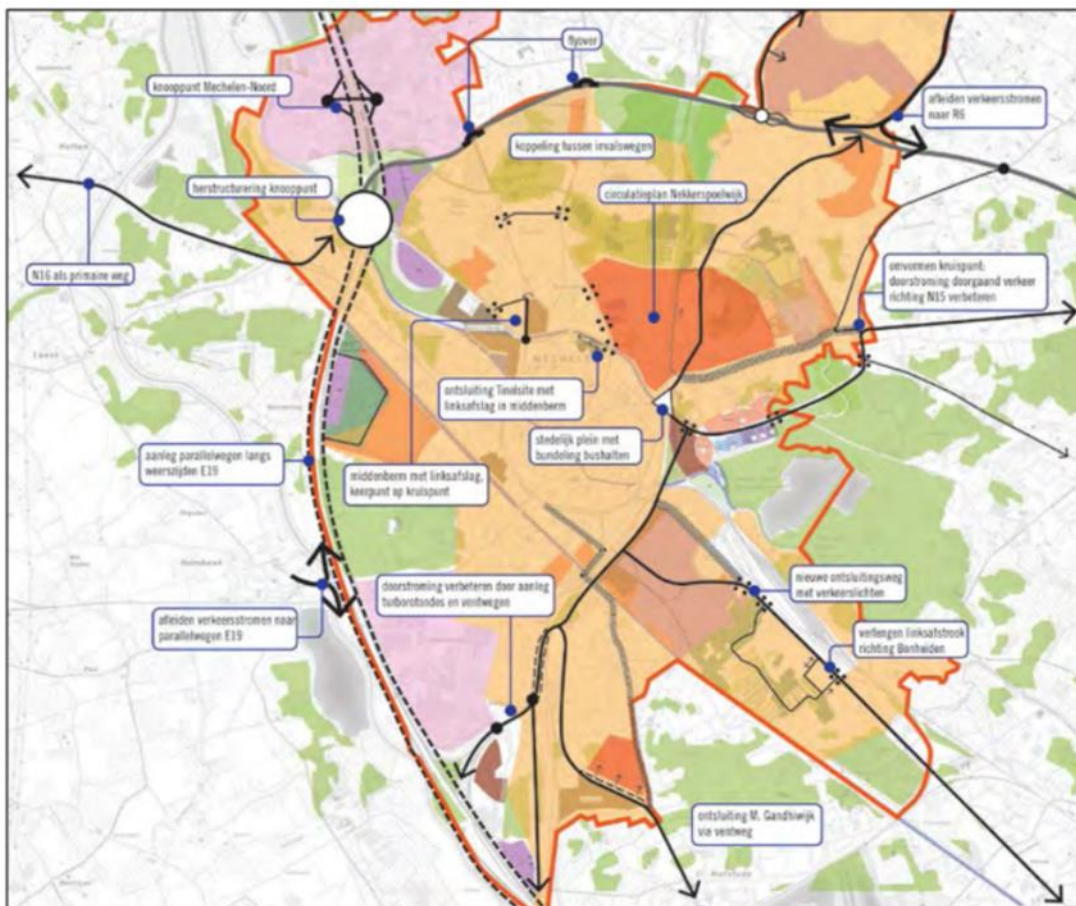 flyover
knooppunt Mechelen-Noord
afleiden verkeersstromen
naar R6
koppeling tussen invalswegen
herstructurering knooppunt
circulatieplan Nekkerspoelwijk
N16 als primaire weg
omvormen kruispunt:
doorstroming doorgaand verkeer
richting N15 verbeteren
MECHELEN
ontsluiting Tinelsite met
linksafslag in middenberm
stedelijk plein met
bundeling bushalten
aanleg parallelwegen langs
weerszijden E19
middenberm met linksafslag,
keerpunt op kruispunt
doorstroming verbeteren door aanleg
turborotondes en ventwegen
nieuwe ontsluitingsweg
met verkeerslichten
afleiden verkeersstromen naar
parallelwegen E19
verlengen linksafstrook
richting Bonheiden
ontsluiting M. Gandhiwijk
via ventweg